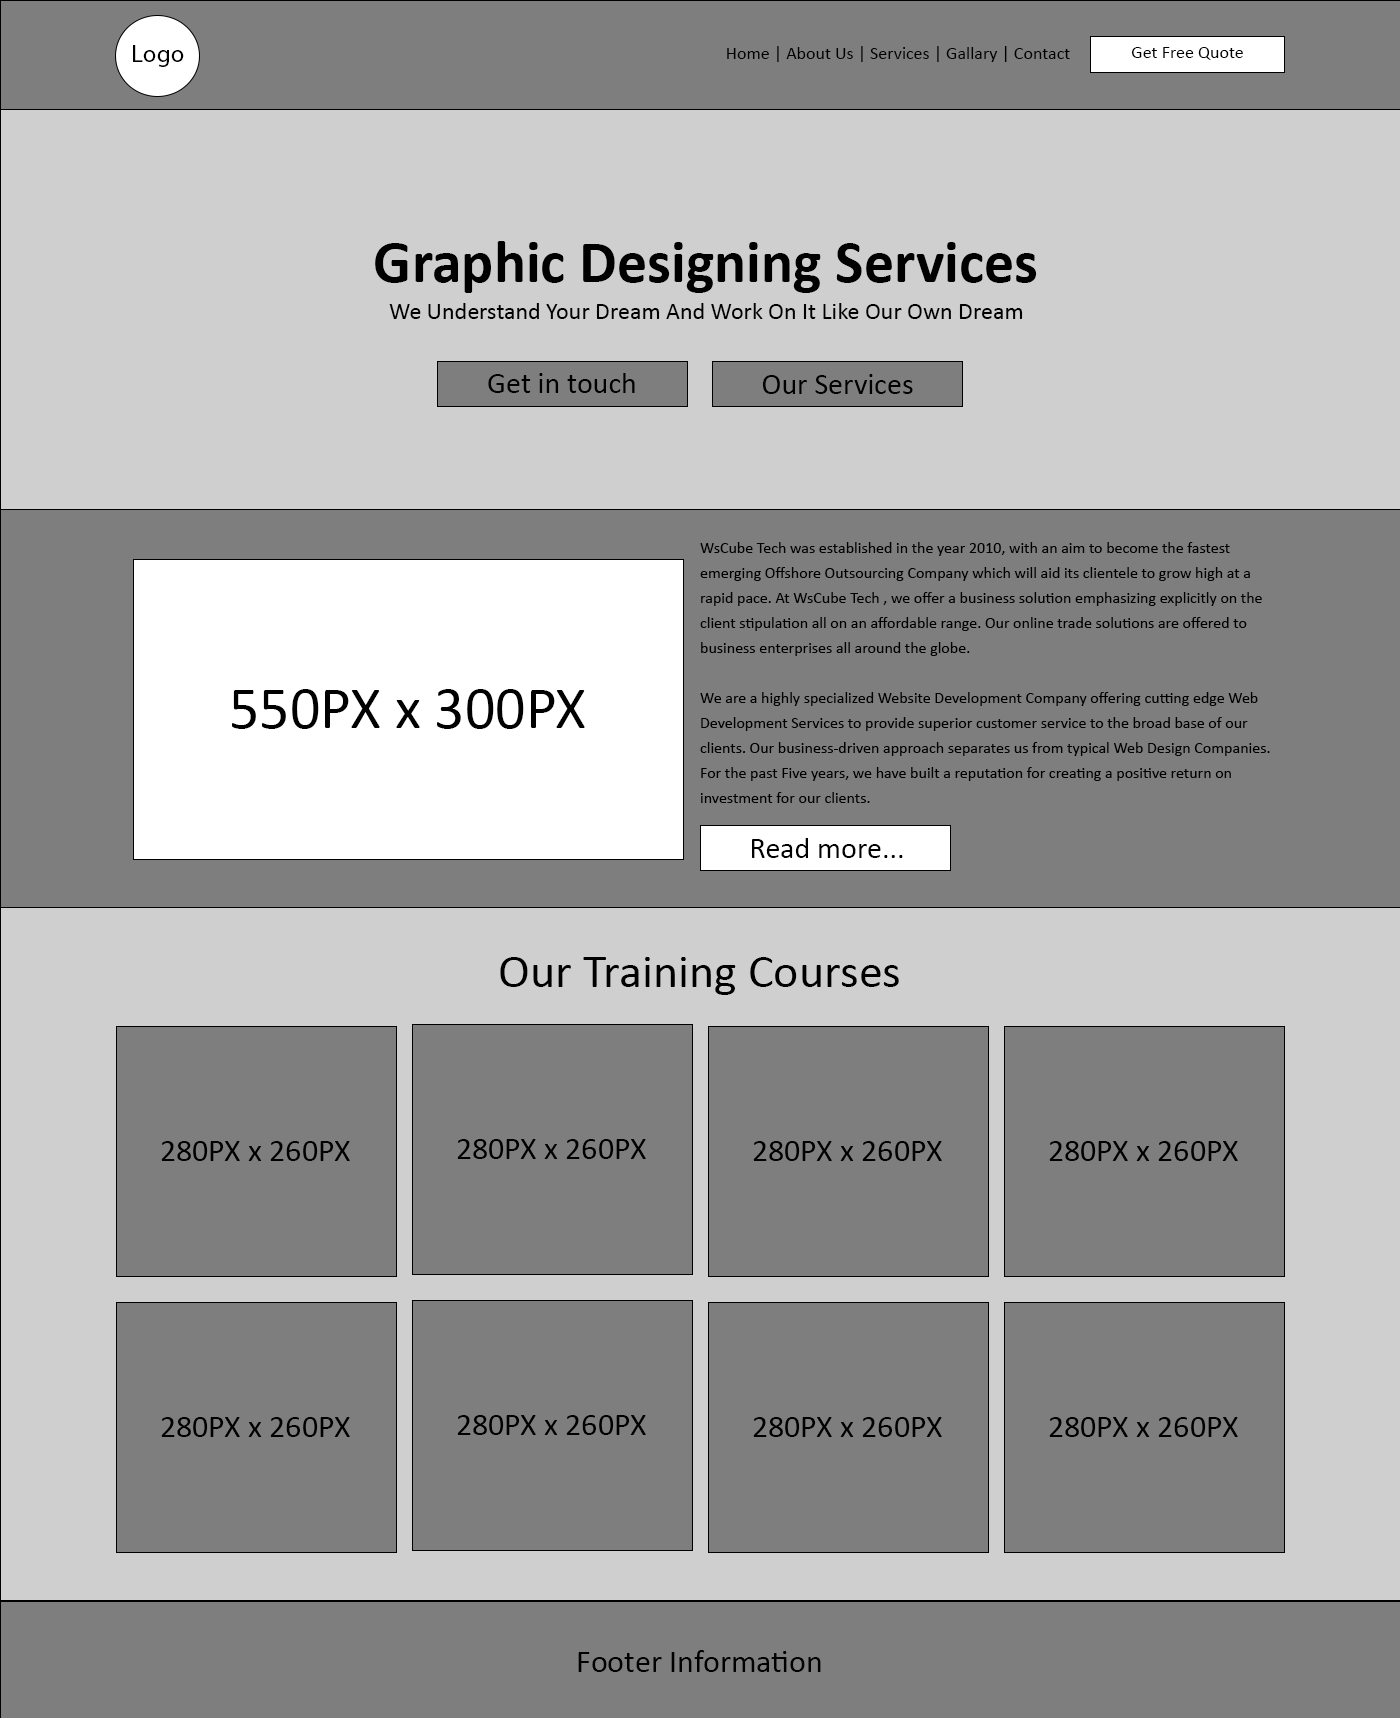 Logo
Home | About Us | Services | Gallary | Contact
Get Free Quote
Graphic Designing Services
We Understand Your Dream And Work On It Like Our Own Dream
Get in touch
Our Services
550PX x 300PX
WsCube Tech was established in the year 2010, with an aim to become the fastest
emerging Offshore Outsourcing Company which will aid its clientele to grow high at a
rapid pace. At WsCube Tech , we offer a business solution emphasizing explicitly on the
client stipulation all on an affordable range. Our online trade solutions are offered to
business enterprises all around the globe.
We are a highly specialized Website Development Company offering cutting edge Web
Development Services to provide superior customer service to the broad base of our
clients. Our business-driven approach separates us from typical Web Design Companies.
For the past Five years, we have built a reputation for creating a positive return on
investment for our clients.
Read more...
Our Training Courses
280PX x 260PX
280PX x 260PX
280PX x 260PX
280PX x 260PX
280PX x 260PX
280PX x 260PX
280PX x 260PX
280PX x 260PX
Footer Information